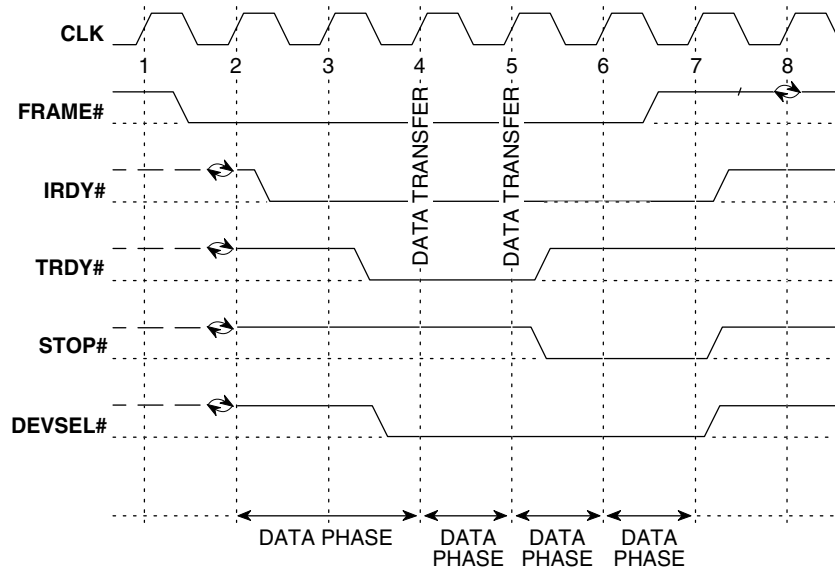 CLK
1 2 3 4 5 6 7 8
FRAME#
DATA TRANSFER
DATA TRANSFER
IRDY#
TRDY#
STOP#
DEVSEL#
DATA PHASE
DATA
PHASE
DATA
PHASE
DATA
PHASE